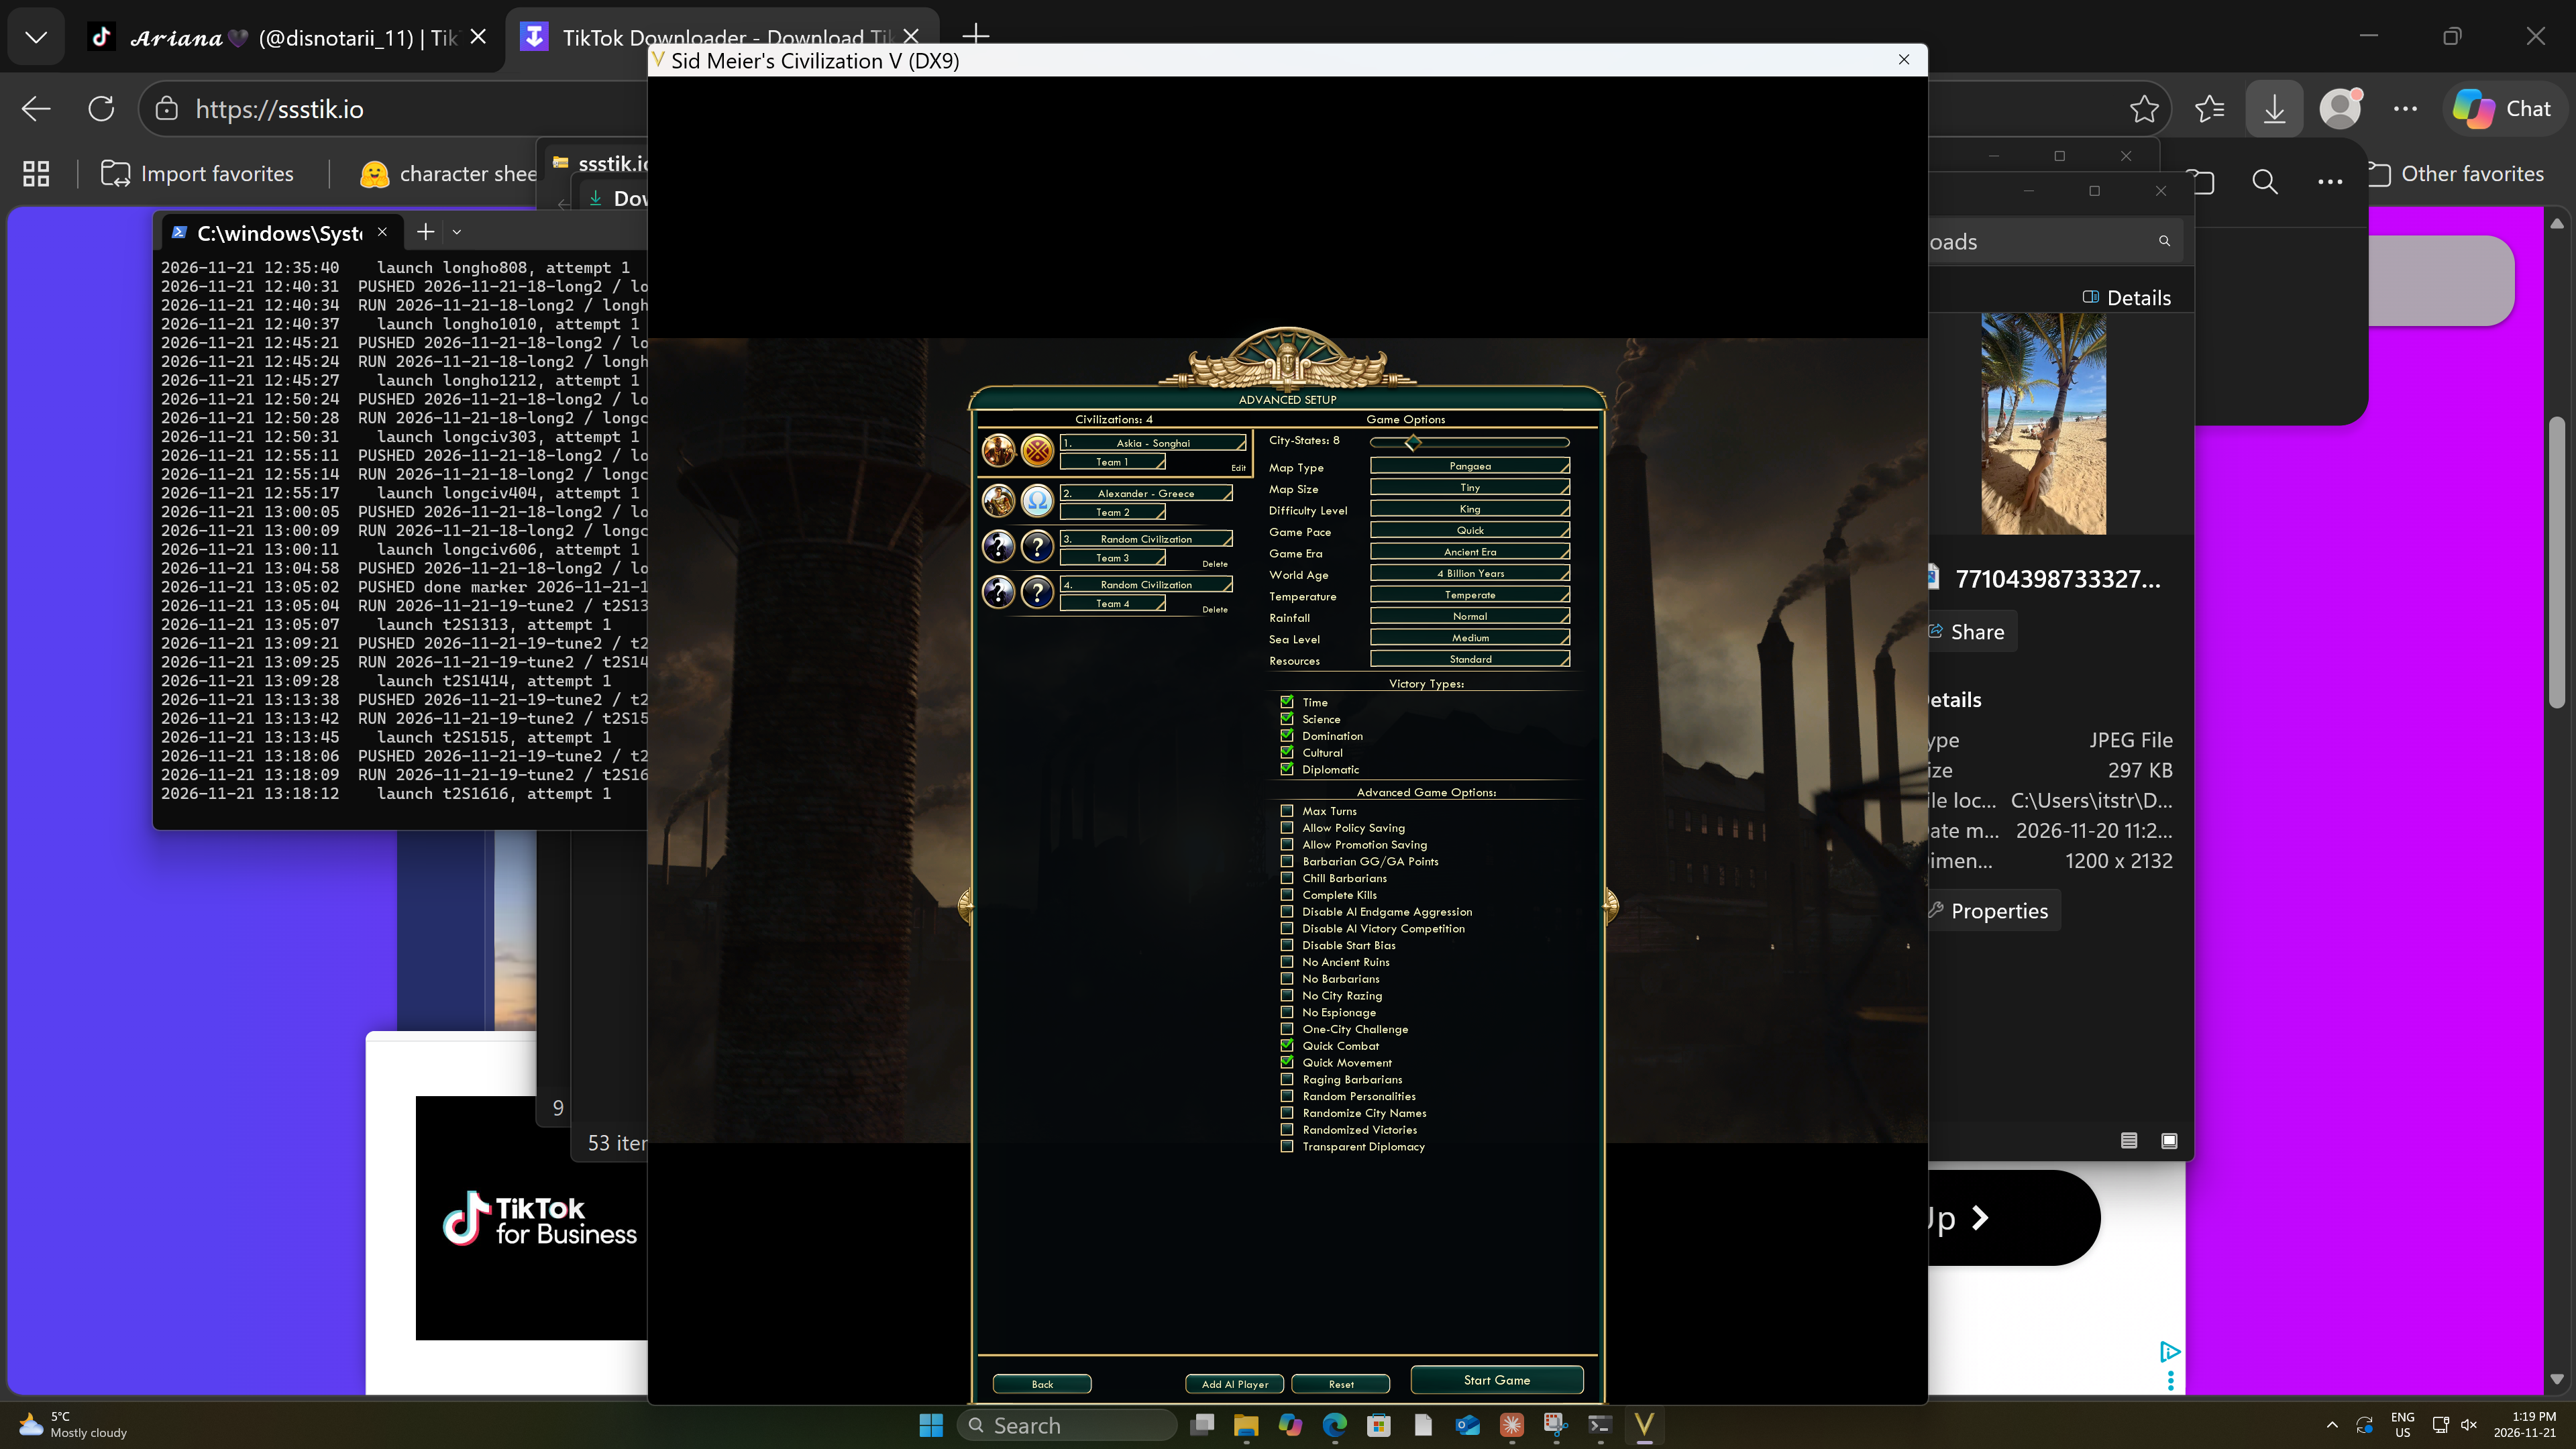 𝓐𝓻𝓲𝓪𝓷𝓪🖤 (@disnotarii_11) | Tik
TikTok Downloader - Download Tik
https://ssstik.io
Chat
Import favorites
character shee
Other favorites
ssstik.io
Dow
oads
Details
C:\windows\Syste
2026-11-21 12:35:40    launch longho808, attempt 1
2026-11-21 12:40:31  PUSHED 2026-11-21-18-long2 / lo
2026-11-21 12:40:34  RUN 2026-11-21-18-long2 / longh
2026-11-21 12:40:37    launch longho1010, attempt 1
2026-11-21 12:45:21  PUSHED 2026-11-21-18-long2 / lo
2026-11-21 12:45:24  RUN 2026-11-21-18-long2 / longh
2026-11-21 12:45:27    launch longho1212, attempt 1
2026-11-21 12:50:24  PUSHED 2026-11-21-18-long2 / lo
2026-11-21 12:50:28  RUN 2026-11-21-18-long2 / longc
2026-11-21 12:50:31    launch longciv303, attempt 1
2026-11-21 12:55:11  PUSHED 2026-11-21-18-long2 / lo
2026-11-21 12:55:14  RUN 2026-11-21-18-long2 / longc
2026-11-21 12:55:17    launch longciv404, attempt 1
2026-11-21 13:00:05  PUSHED 2026-11-21-18-long2 / lo
2026-11-21 13:00:09  RUN 2026-11-21-18-long2 / longc
2026-11-21 13:00:11    launch longciv606, attempt 1
2026-11-21 13:04:58  PUSHED 2026-11-21-18-long2 / lo
2026-11-21 13:05:02  PUSHED done marker 2026-11-21-1
2026-11-21 13:05:04  RUN 2026-11-21-19-tune2 / t2S13
2026-11-21 13:05:07    launch t2S1313, attempt 1
2026-11-21 13:09:21  PUSHED 2026-11-21-19-tune2 / t2
2026-11-21 13:09:25  RUN 2026-11-21-19-tune2 / t2S14
2026-11-21 13:09:28    launch t2S1414, attempt 1
2026-11-21 13:13:38  PUSHED 2026-11-21-19-tune2 / t2
2026-11-21 13:13:42  RUN 2026-11-21-19-tune2 / t2S15
2026-11-21 13:13:45    launch t2S1515, attempt 1
2026-11-21 13:18:06  PUSHED 2026-11-21-19-tune2 / t2
2026-11-21 13:18:09  RUN 2026-11-21-19-tune2 / t2S16
2026-11-21 13:18:12    launch t2S1616, attempt 1
Sid Meier's Civilization V (DX9)
ADVANCED SETUP
Civilizations: 4
1. Askia - Songhai
Team 1
Edit
2. Alexander - Greece
Team 2
3. Random Civilization
Team 3
Delete
4. Random Civilization
Team 4
Delete
Game Options
City-States: 8
Map Type Pangaea
Map Size Tiny
Difficulty Level King
Game Pace Quick
Game Era Ancient Era
World Age 4 Billion Years
Temperature Temperate
Rainfall Normal
Sea Level Medium
Resources Standard
Victory Types:
Time
Science
Domination
Cultural
Diplomatic
Advanced Game Options:
Max Turns
Allow Policy Saving
Allow Promotion Saving
Barbarian GG/GA Points
Chill Barbarians
Complete Kills
Disable AI Endgame Aggression
Disable AI Victory Competition
Disable Start Bias
No Ancient Ruins
No Barbarians
No City Razing
No Espionage
One-City Challenge
Quick Combat
Quick Movement
Raging Barbarians
Random Personalities
Randomize City Names
Randomized Victories
Transparent Diplomacy
Back
Add AI Player
Reset
Start Game
77104398733327...
Share
etails
ype JPEG File
ize 297 KB
ile loc... C:\Users\itstr\D...
ate m... 2026-11-20 11:2...
imen... 1200 x 2132
Properties
9
53 iter
TikTok
for Business
Up
5°C
Mostly cloudy
Search
ENG
US
1:19 PM
2026-11-21